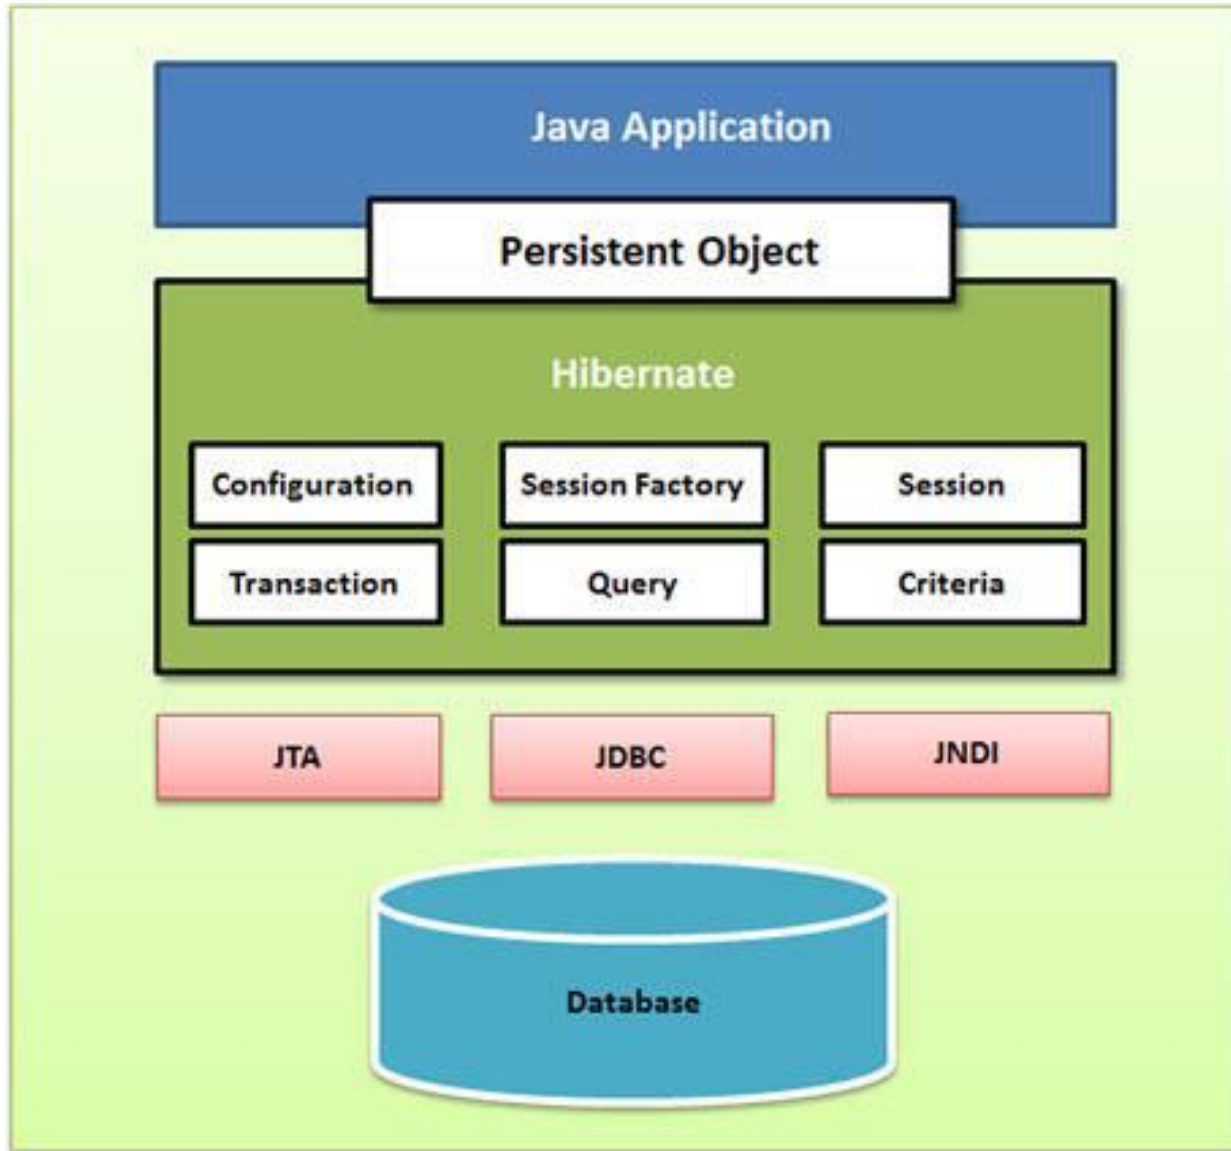 Java Application
Persistent Object
Hibernate
Configuration
Session Factory
Session
Transaction
Query
Criteria
JTA
JDBC
JNDI
Database